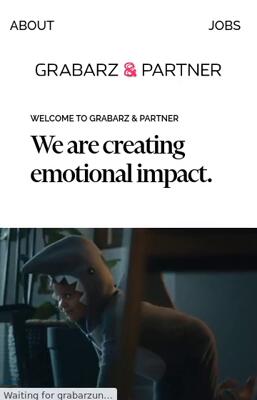 ABOUT JOBS
GRABARZ & PARTNER
WELCOME TO GRABARZ & PARTNER
We are creating
emotional impact.
Waiting for grabarzun...